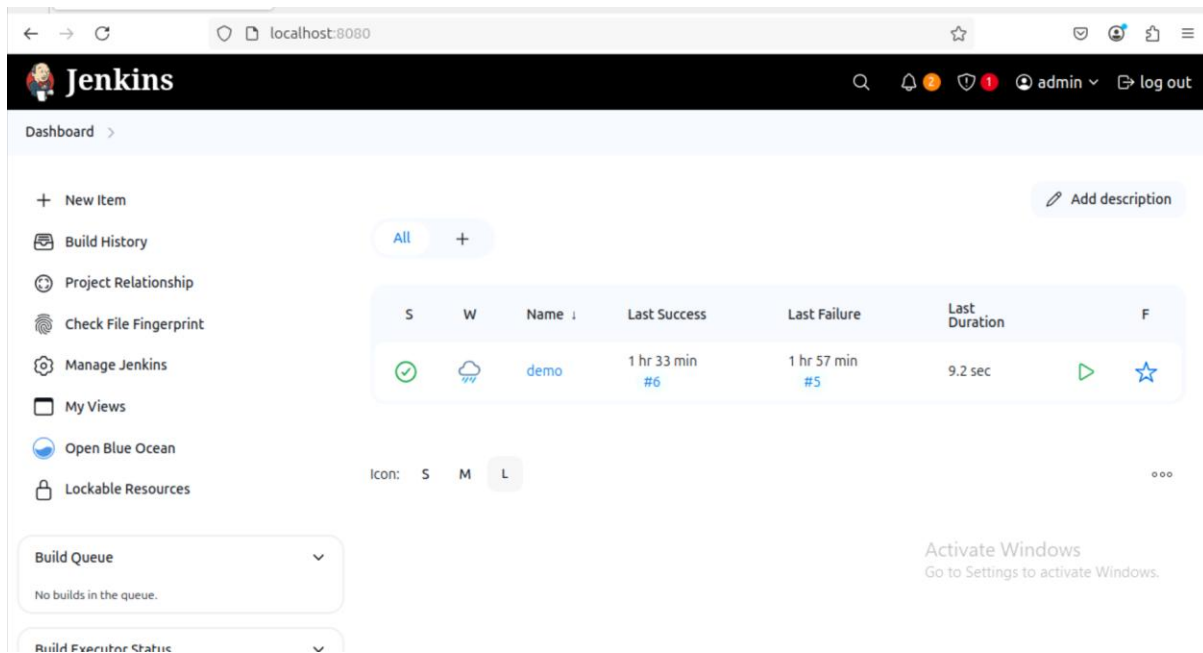 localhost:8080
Jenkins
2
1
admin
log out
Dashboard
New Item
Build History
Project Relationship
Check File Fingerprint
Manage Jenkins
My Views
Open Blue Ocean
Lockable Resources
Build Queue
No builds in the queue.
Build Executor Status
Add description
All +
S W Name ↓ Last Success Last Failure Last Duration F
demo 1 hr 33 min #6 1 hr 57 min #5 9.2 sec
Icon: S M L
Activate Windows
Go to Settings to activate Windows.